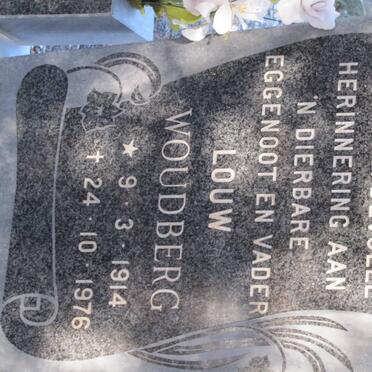 HERINNERING AAN
'N DIERBARE
EGGENOOT EN VADER
LOUW
WOUDBERG
★ 9·3·1914
✝ 24·10·1976